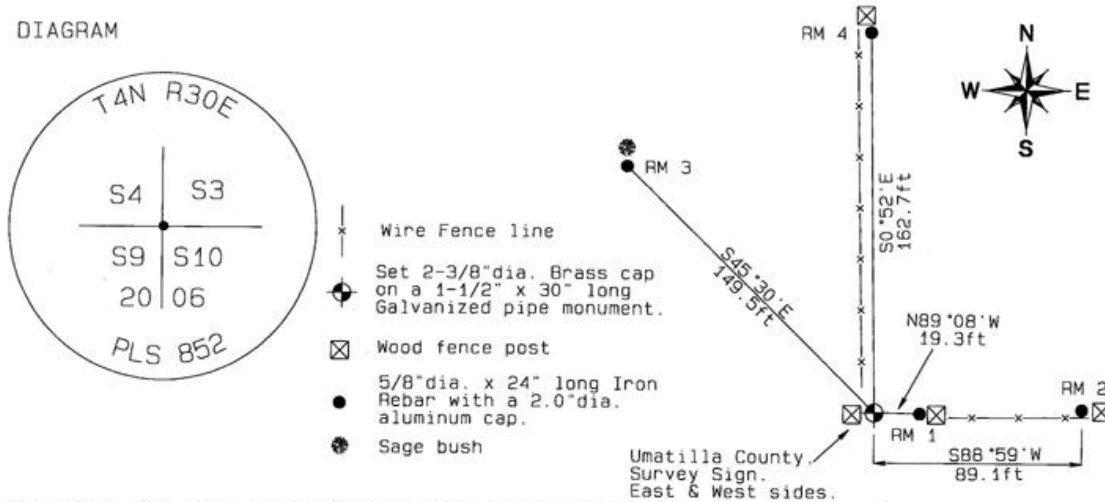 DIAGRAM
T4N R30E
S4 S3
S9 S10
20 06
PLS 852
Wire Fence line
Set 2-3/8"dia. Brass cap
on a 1-1/2" x 30" long
Galvanized pipe monument.
Wood fence post
5/8"dia. x 24" long Iron
Rebar with a 2.0"dia.
aluminum cap.
Sage bush
RM 4
N
W E
S
RM 3
S0°52'E
162.7ft
S45°30'E
149.5ft
N89°08'W
19.3ft
RM 2
RM 1
S88°59'W
89.1ft
Umatilla County
Survey Sign.
East & West sides.